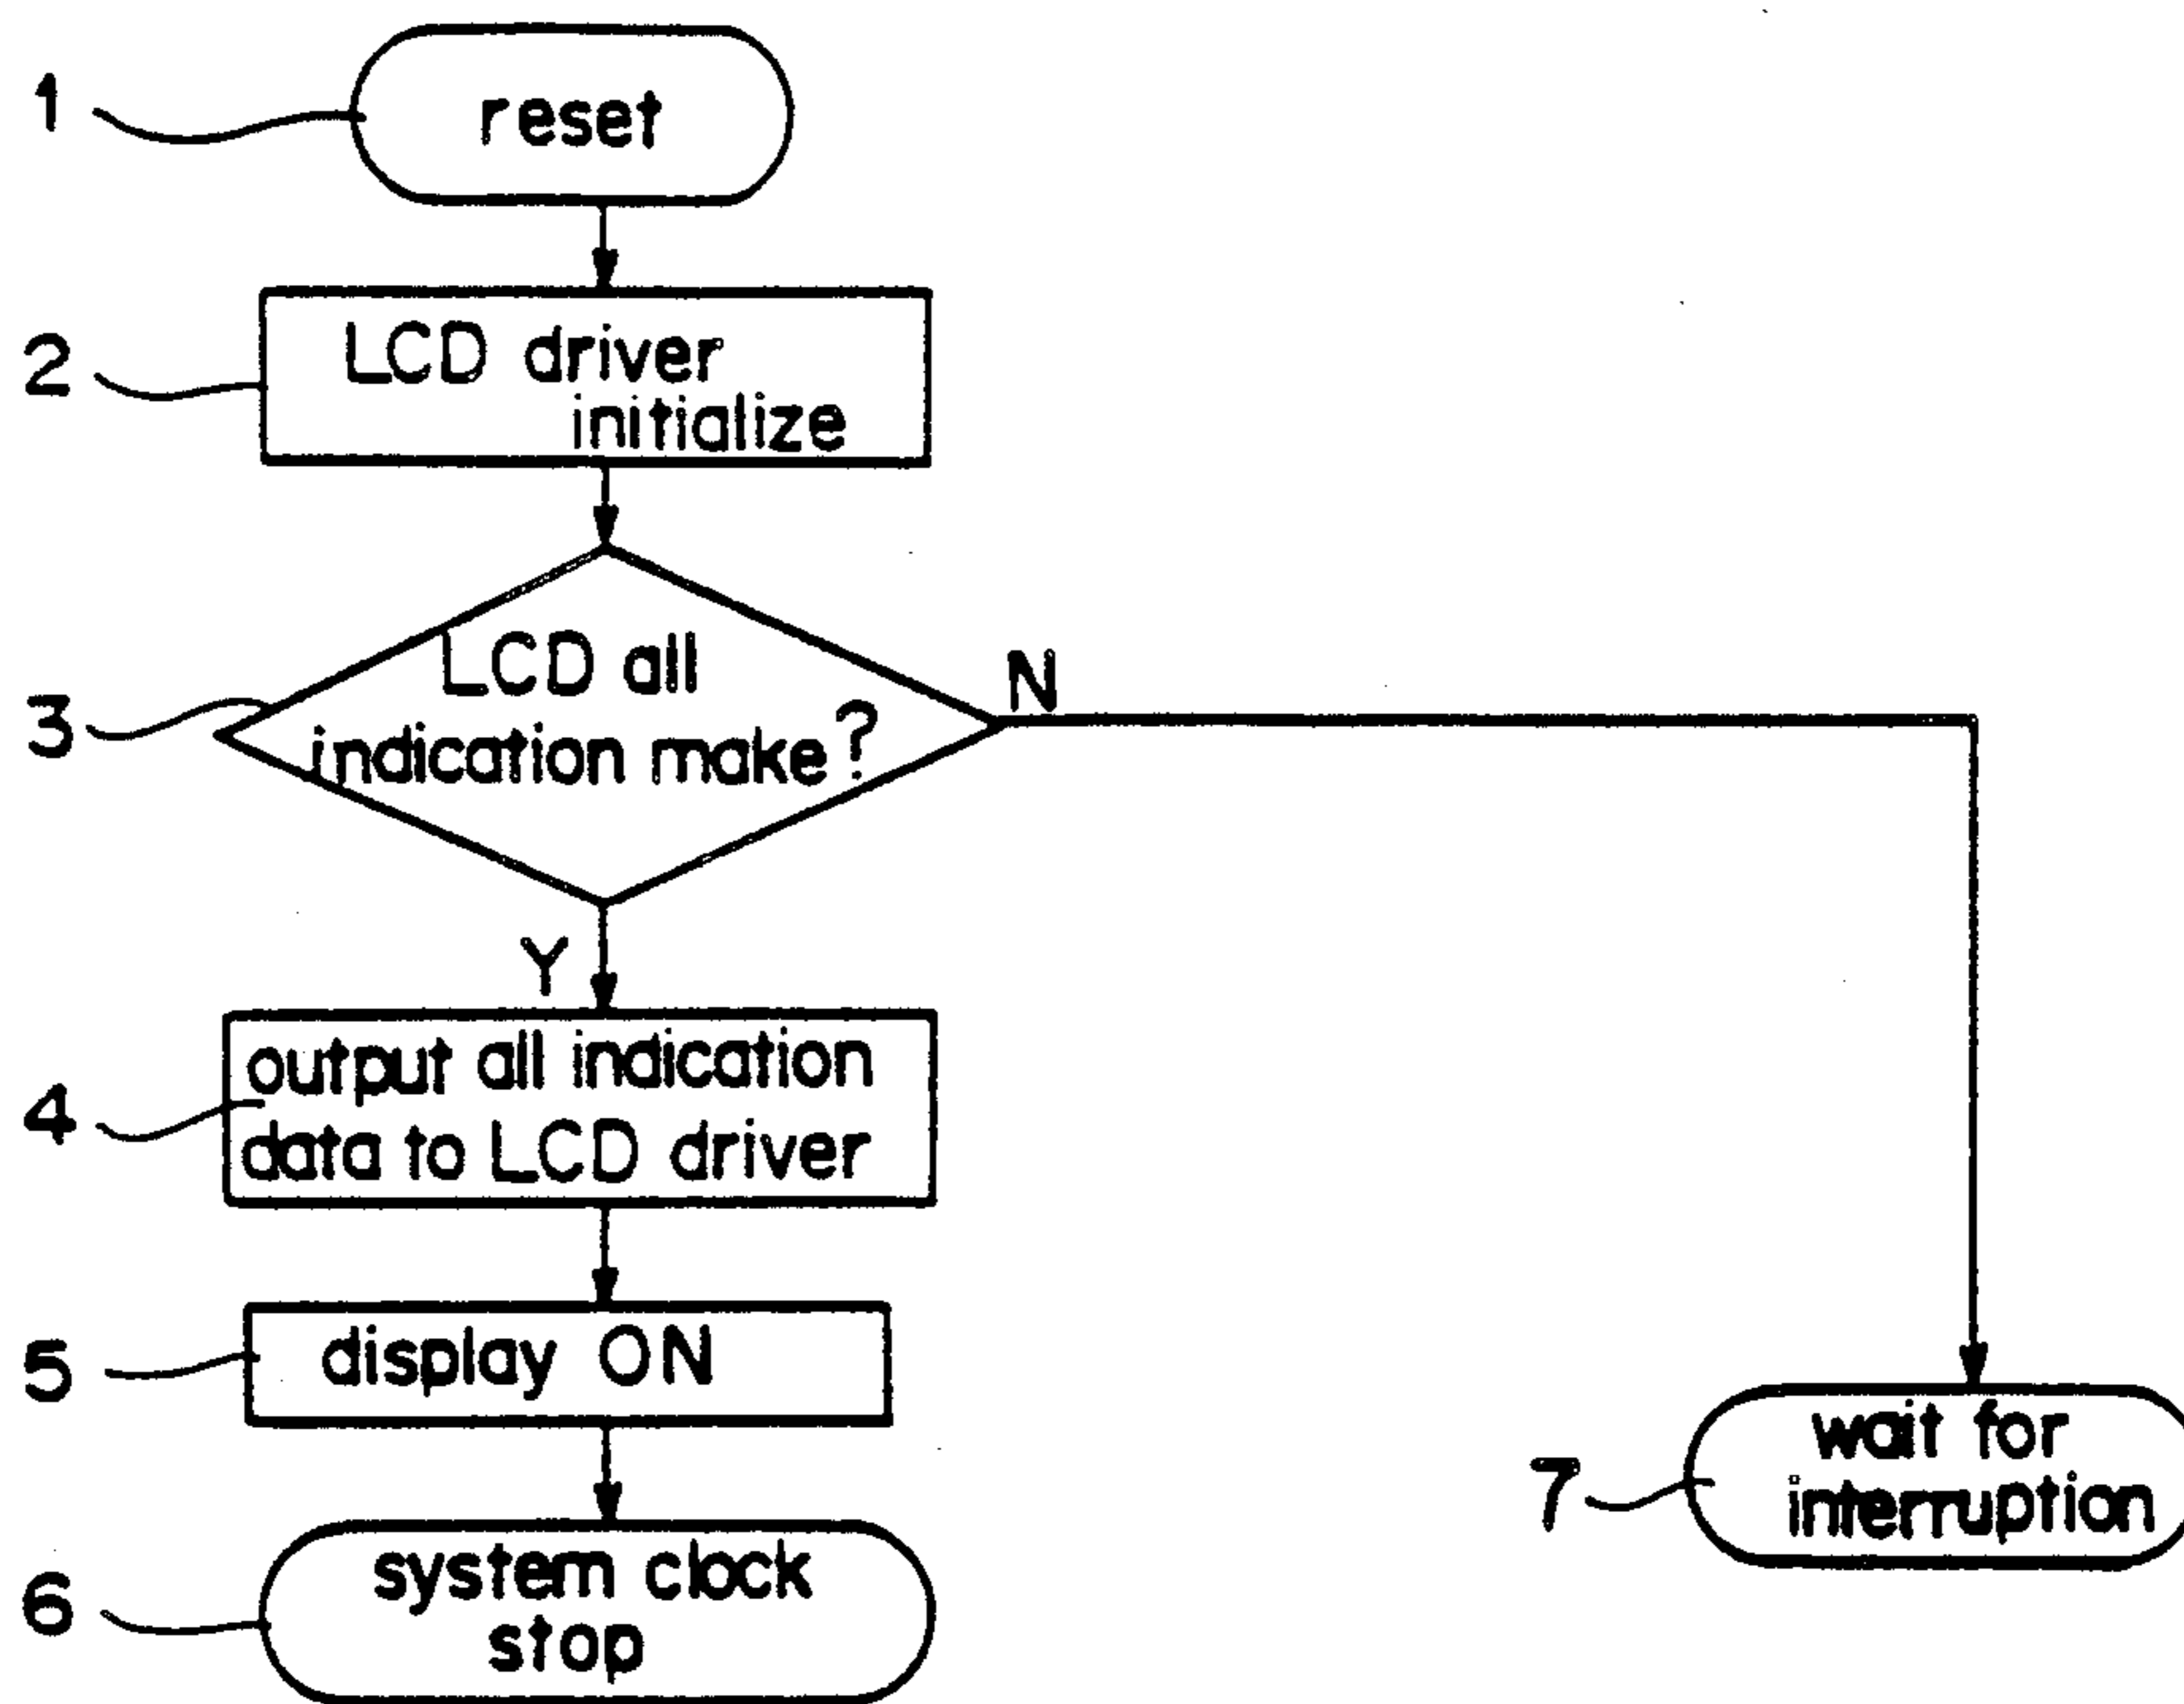 1
reset
2
LCD driver
initialize
3
LCD all
indication make?
N
Y
4
output all indication
data to LCD driver
5
display ON
6
system clock
stop
7
wait for
interruption